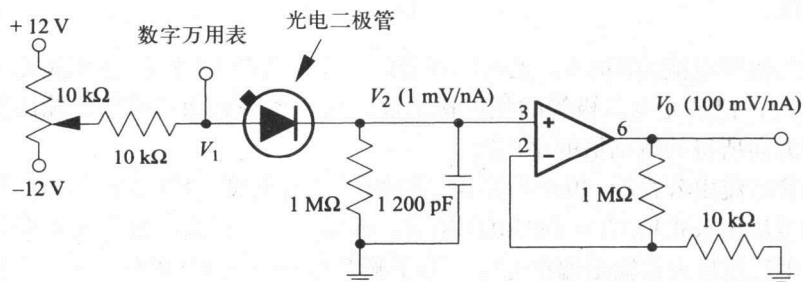 + 12 V
数字万用表
光电二极管
10 kΩ
V₂ (1 mV/nA)
V₀ (100 mV/nA)
3
+
6
2
−
10 kΩ
V₁
−12 V
1 MΩ
1 200 pF
1 MΩ
10 kΩ